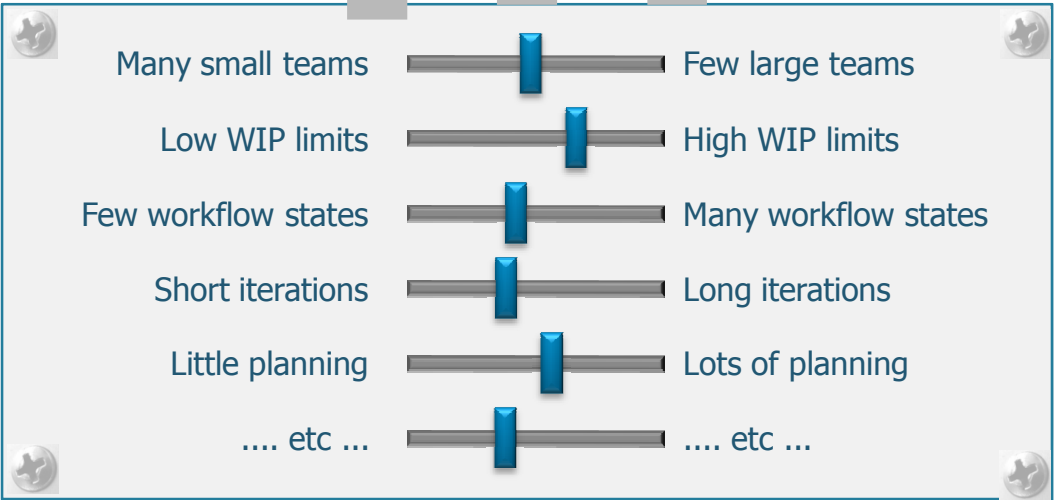 Many small teams Few large teams
Low WIP limits High WIP limits
Few workflow states Many workflow states
Short iterations Long iterations
Little planning Lots of planning
.... etc ... .... etc ...